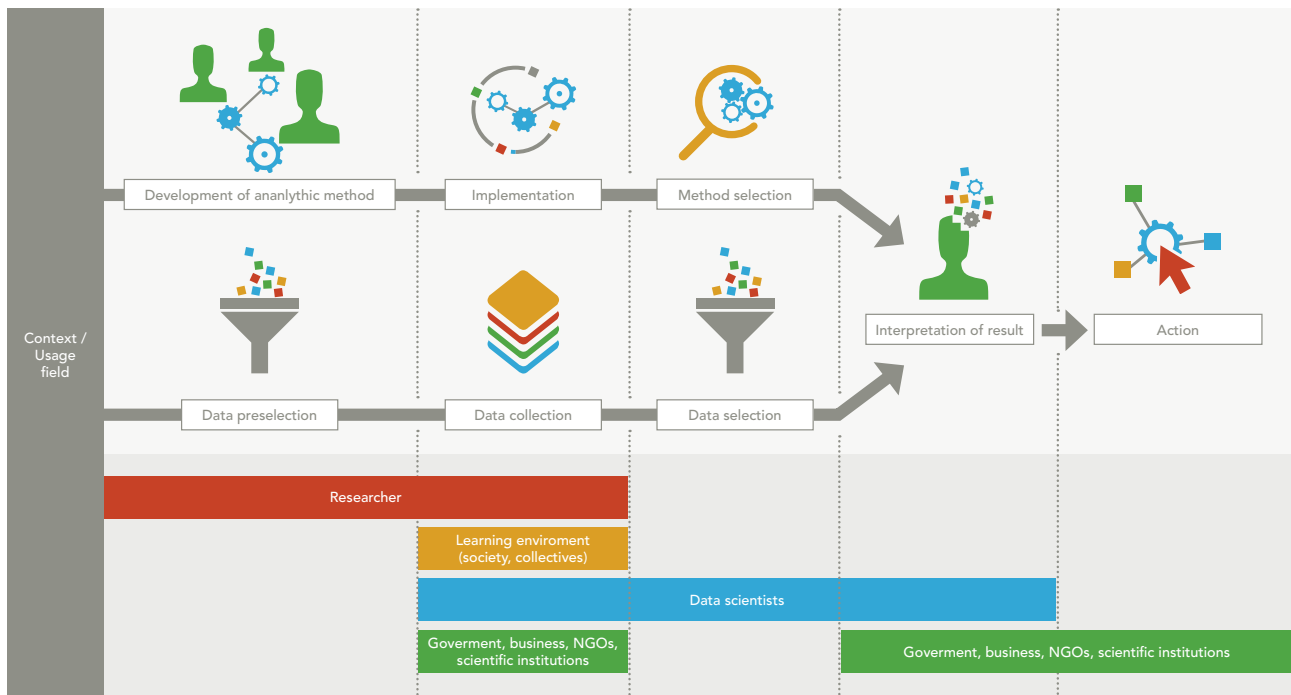 Development of ananlythic method
Implementation
Method selection
Context /
Usage
field
Interpretation of result
Action
Data preselection
Data collection
Data selection
Researcher
Learning enviroment
(society, collectives)
Data scientists
Goverment, business, NGOs,
scientific institutions
Goverment, business, NGOs, scientific institutions